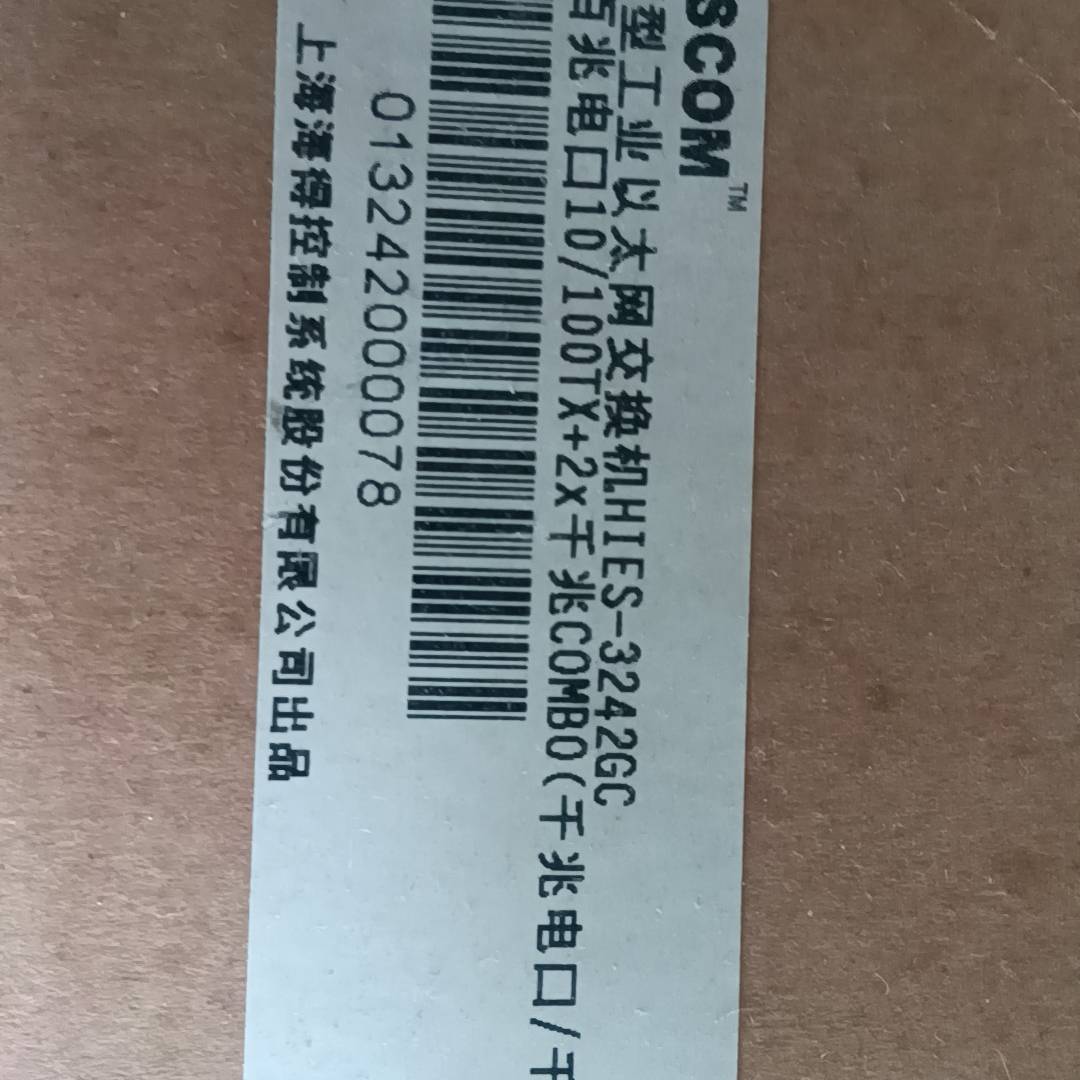 SCOM™
型工业以太网交换机HIES-3242GC
百兆电口10/100TX+2x千兆COMBO(千兆电口/千
013242000078
上海海得控制系统股份有限公司出品